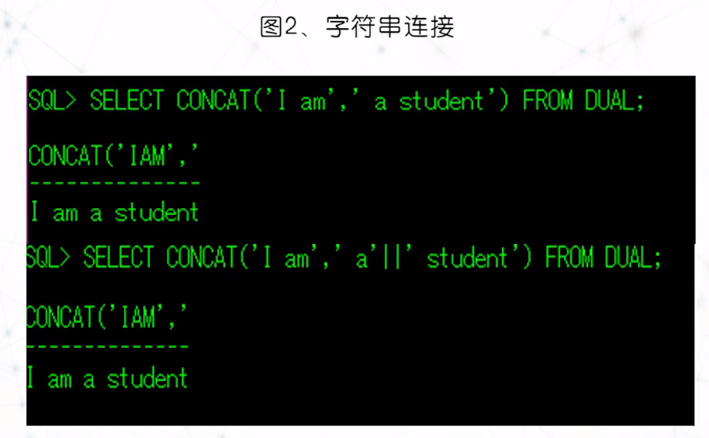 图2、字符串连接
SQL> SELECT CONCAT('I am',' a student') FROM DUAL;
CONCAT('IAM','
--------------
I am a student
SQL> SELECT CONCAT('I am',' a'||' student') FROM DUAL;
CONCAT('IAM','
--------------
I am a student